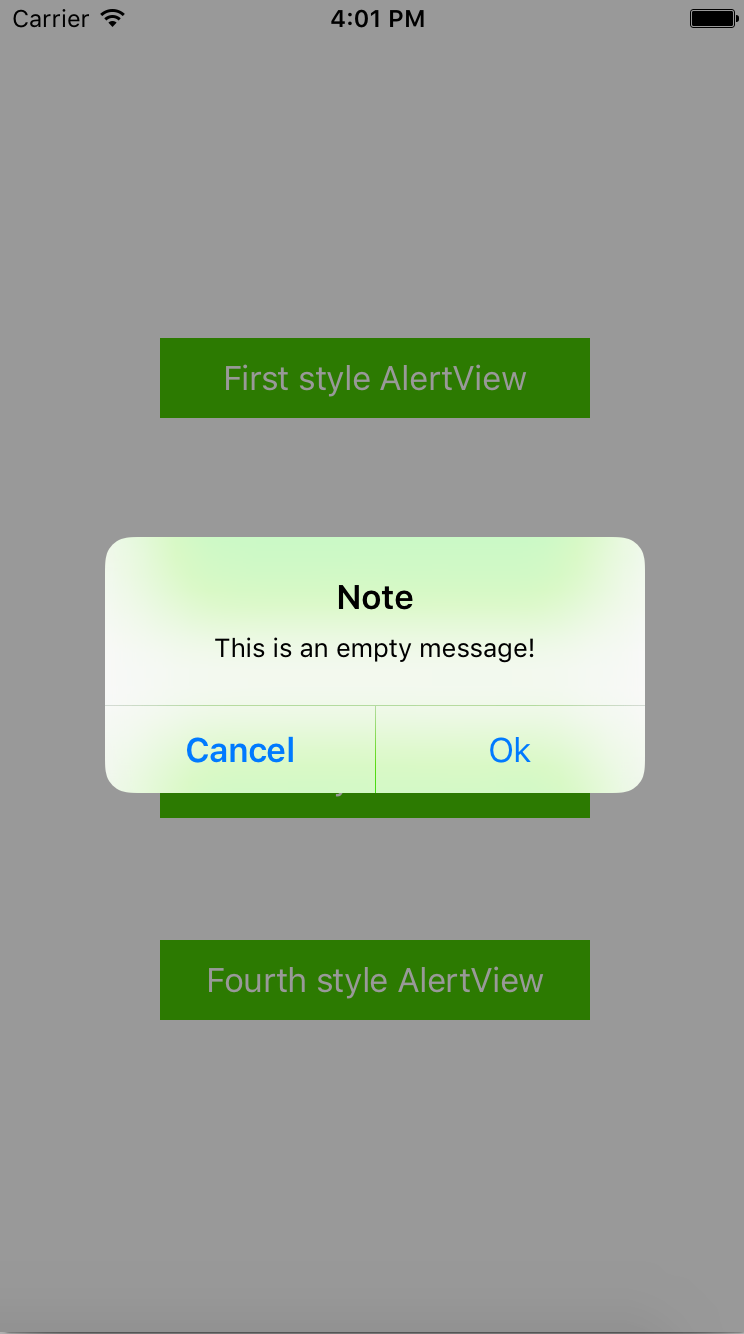 Carrier 4:01 PM
First style AlertView
Note
This is an empty message!
Cancel Ok
Fourth style AlertView